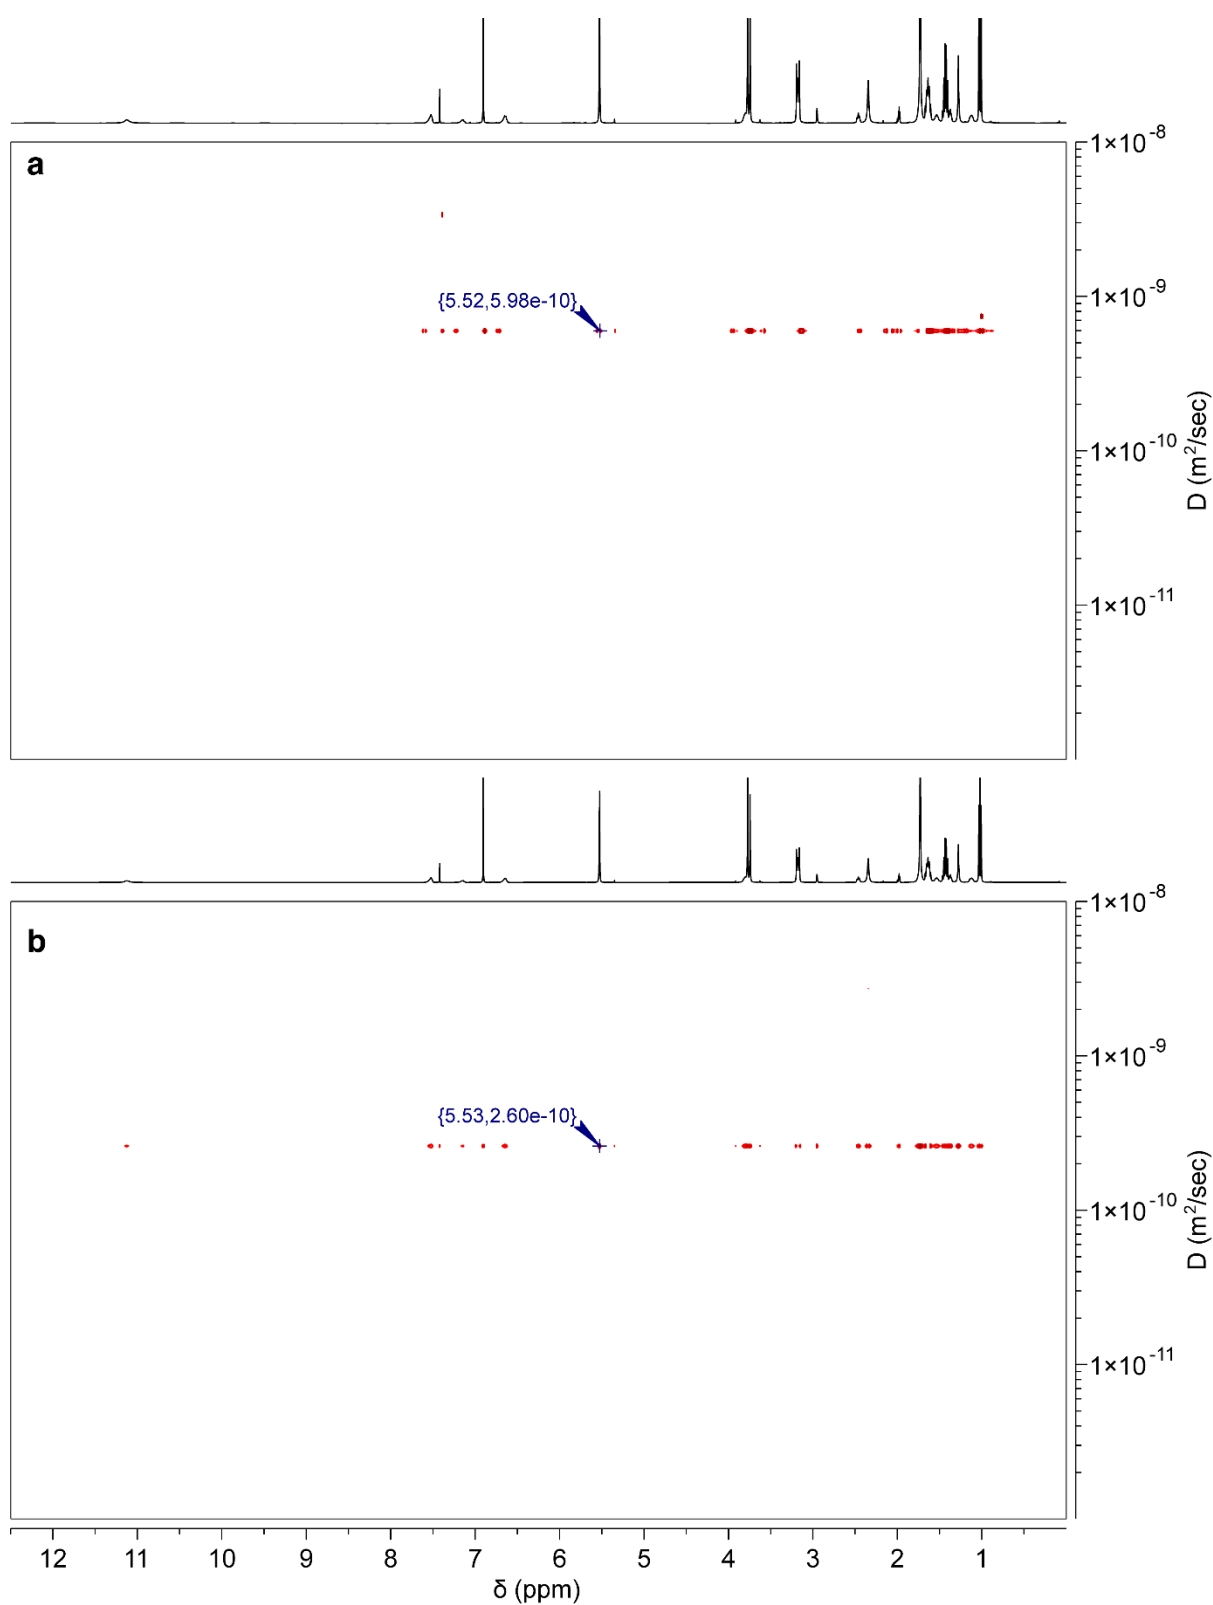 a
1×10⁻⁸
{5.52,5.98e-10}
1×10⁻⁹
1×10⁻¹⁰
1×10⁻¹¹
D (m²/sec)
b
1×10⁻⁸
{5.53,2.60e-10}
1×10⁻⁹
1×10⁻¹⁰
1×10⁻¹¹
D (m²/sec)
12 11 10 9 8 7 6 5 4 3 2 1
δ (ppm)